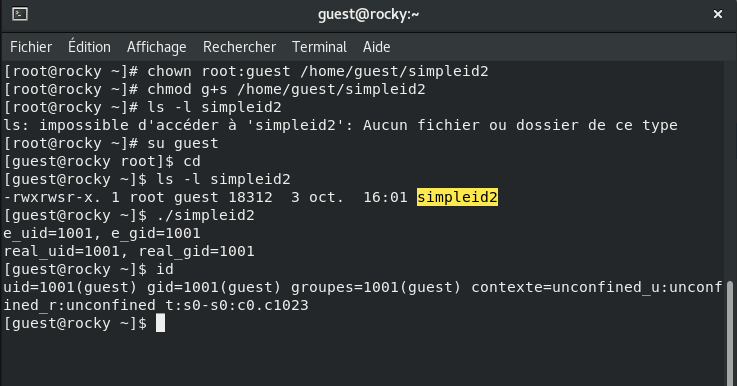 guest@rocky:~
Fichier Édition Affichage Rechercher Terminal Aide
[root@rocky ~]# chown root:guest /home/guest/simpleid2
[root@rocky ~]# chmod g+s /home/guest/simpleid2
[root@rocky ~]# ls -l simpleid2
ls: impossible d'accéder à 'simpleid2': Aucun fichier ou dossier de ce type
[root@rocky ~]# su guest
[guest@rocky root]$ cd
[guest@rocky ~]$ ls -l simpleid2
-rwxrwsr-x. 1 root guest 18312  3 oct.  16:01 simpleid2
[guest@rocky ~]$ ./simpleid2
e_uid=1001, e_gid=1001
real_uid=1001, real_gid=1001
[guest@rocky ~]$ id
uid=1001(guest) gid=1001(guest) groupes=1001(guest) contexte=unconfined_u:unconf
ined_r:unconfined_t:s0-s0:c0.c1023
[guest@rocky ~]$